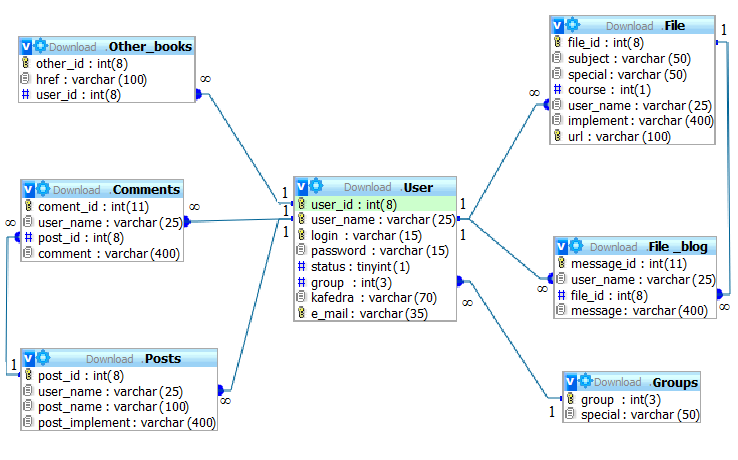 Download .Other_books
other_id : int(8)
href : varchar (100)
# user_id : int(8)
∞
Download .Comments
coment_id : int(11)
user_name : varchar (25)
# post_id : int(8)
comment : varchar (400)
∞
∞
Download .Posts
post_id : int(8)
user_name : varchar (25)
post_name : varchar (100)
post_implement : varchar (400)
1
∞
Download .User
user_id : int(8)
user_name : varchar (25)
login : varchar (15)
password : varchar (15)
# status : tinyint (1)
# group : int(3)
kafedra : varchar (70)
e_mail : varchar (35)
1
1
1
1
1
∞
Download .File
file_id : int(8)
subject : varchar (50)
special : varchar (50)
# course : int(1)
user_name : varchar (25)
implement : varchar (400)
url : varchar (100)
1
∞
Download .File _blog
message_id : int(11)
user_name : varchar (25)
# file_id : int(8)
message : varchar (400)
∞
∞
Download .Groups
group : int(3)
special : varchar (50)
1